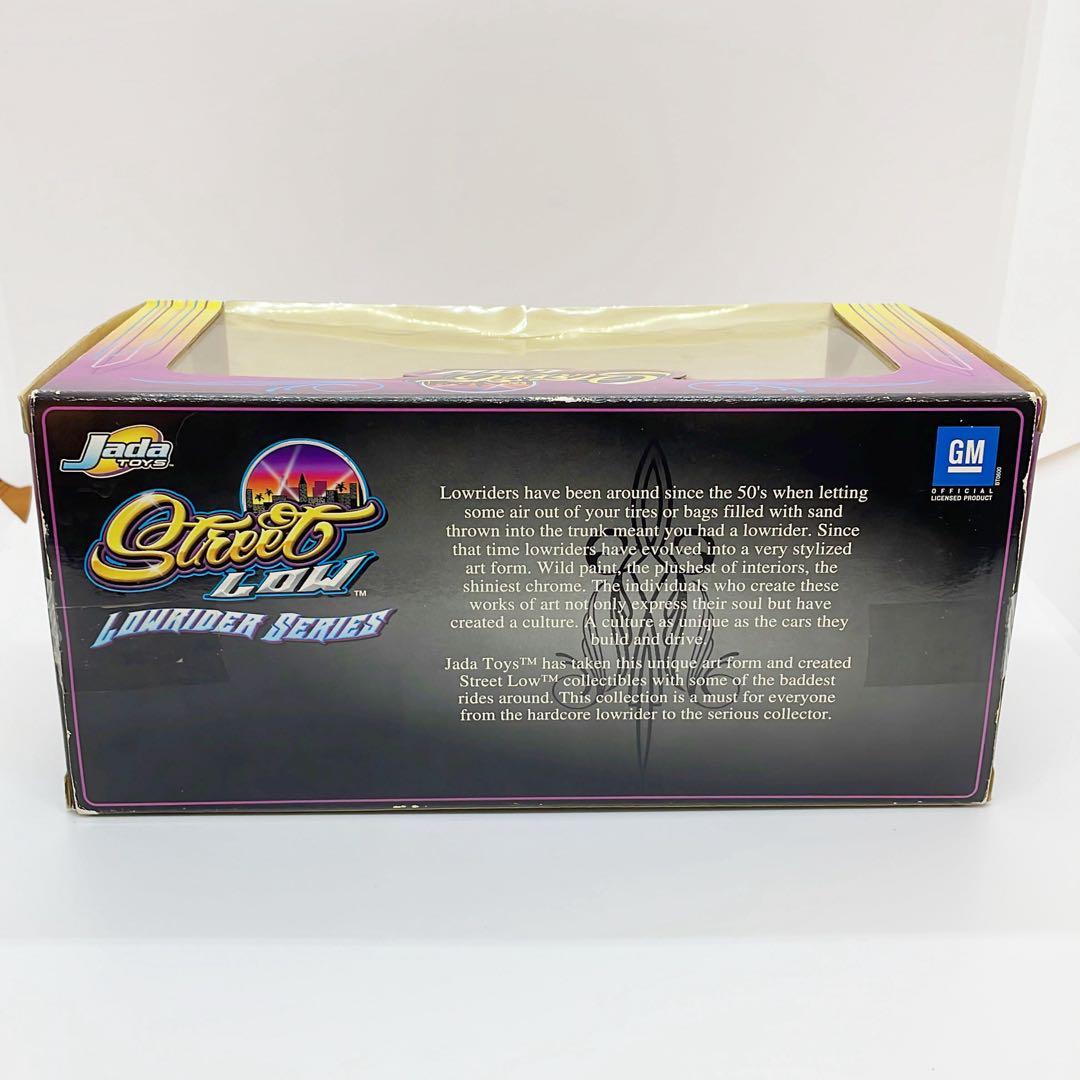 Jada
TOYS™
Street
LOW™
LOWRIDER SERIES
Lowriders have been around since the 50's when letting
some air out of your tires or bags filled with sand
thrown into the trunk meant you had a lowrider. Since
that time lowriders have evolved into a very stylized
art form. Wild paint, the plushest of interiors, the
shiniest chrome. The individuals who create these
works of art not only express their soul but have
created a culture. A culture as unique as the cars they
build and drive.
Jada Toys™ has taken this unique art form and created
Street Low™ collectibles with some of the baddest
rides around. This collection is a must for everyone
from the hardcore lowrider to the serious collector.
GM
OFFICIAL
LICENSED PRODUCT